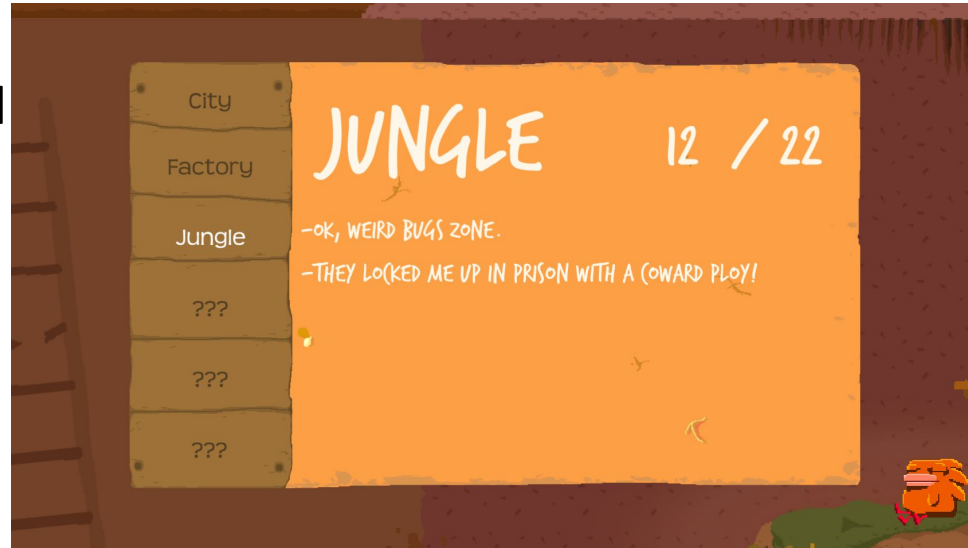 City
Factory
Jungle
???
???
???
JUNGLE 12 / 22
-OK, WEIRD BUGS ZONE.
-THEY LOCKED ME UP IN PRISON WITH A COWARD PLOY!